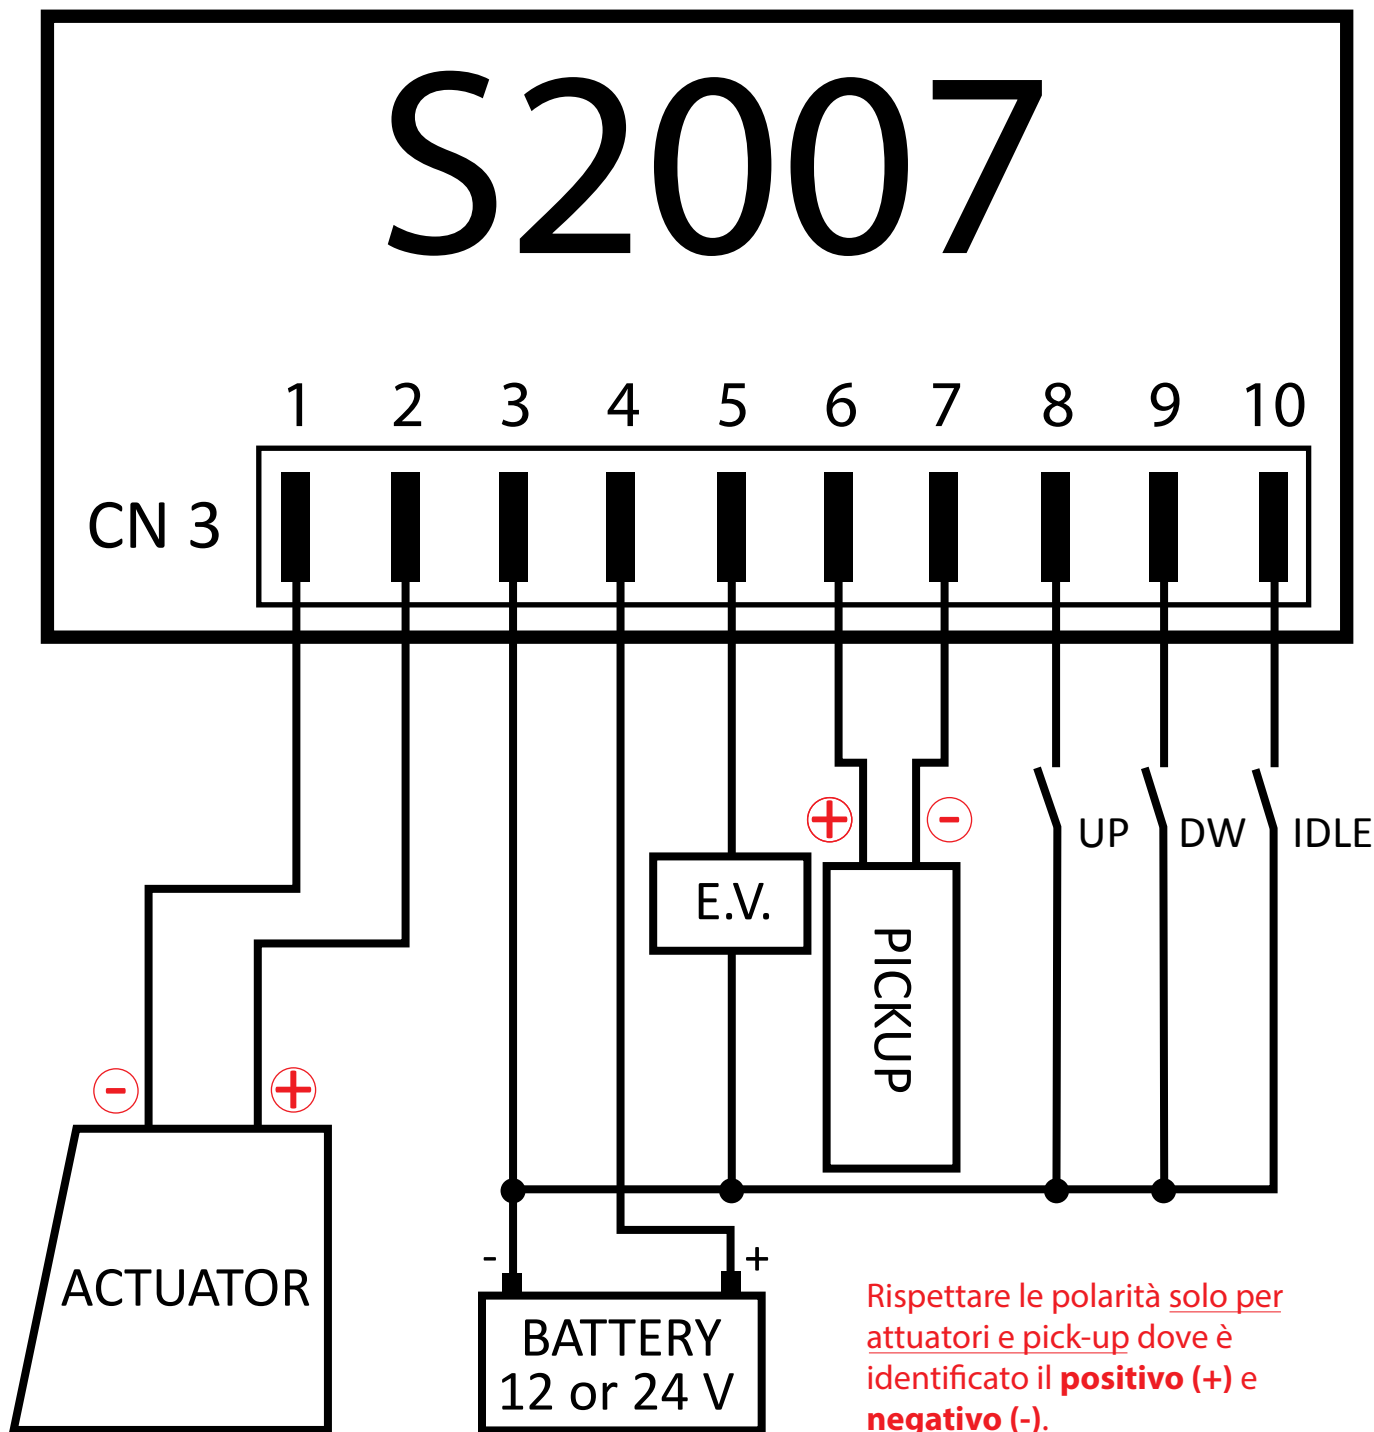 S2007
1 2 3 4 5 6 7 8 9 10
CN 3
UP DW IDLE
+ -
E.V.
PICKUP
- +
ACTUATOR
- +
BATTERY
12 or 24 V
Rispettare le polarità solo per
attuatori e pick-up dove è
identificato il positivo (+) e
negativo (-).